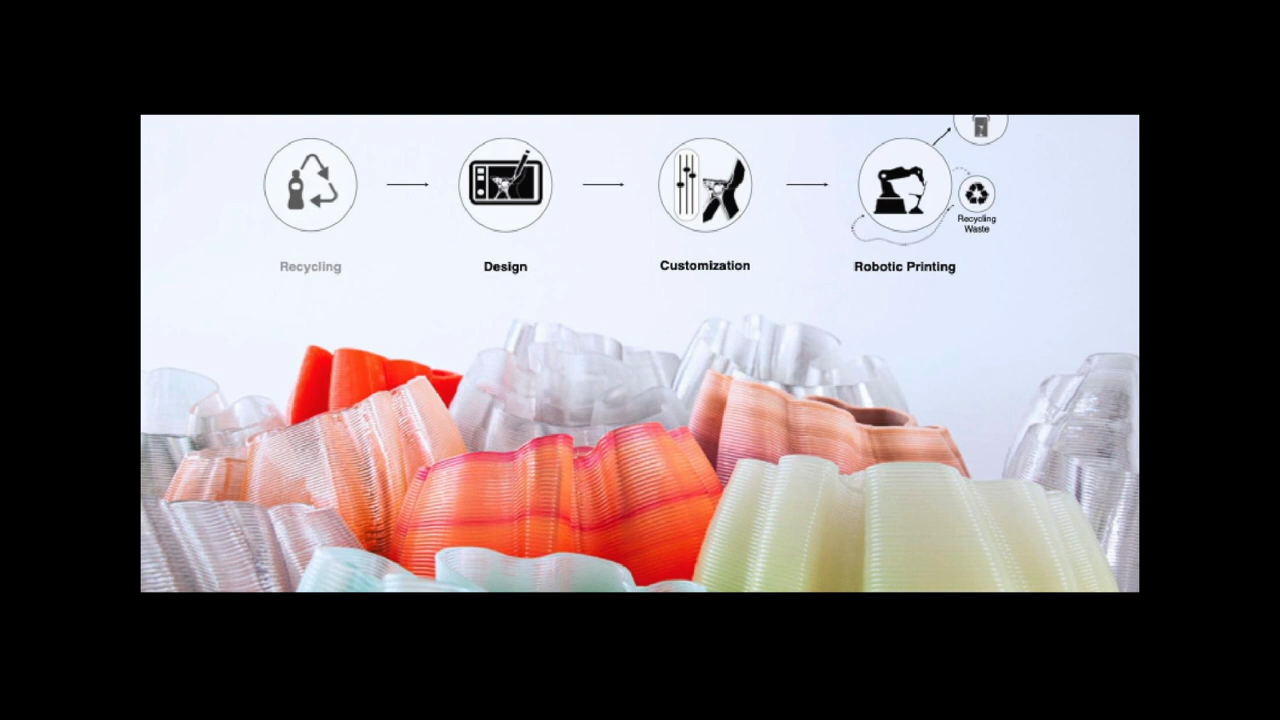 Recycling
Design
Customization
Robotic Printing
Recycling
Waste